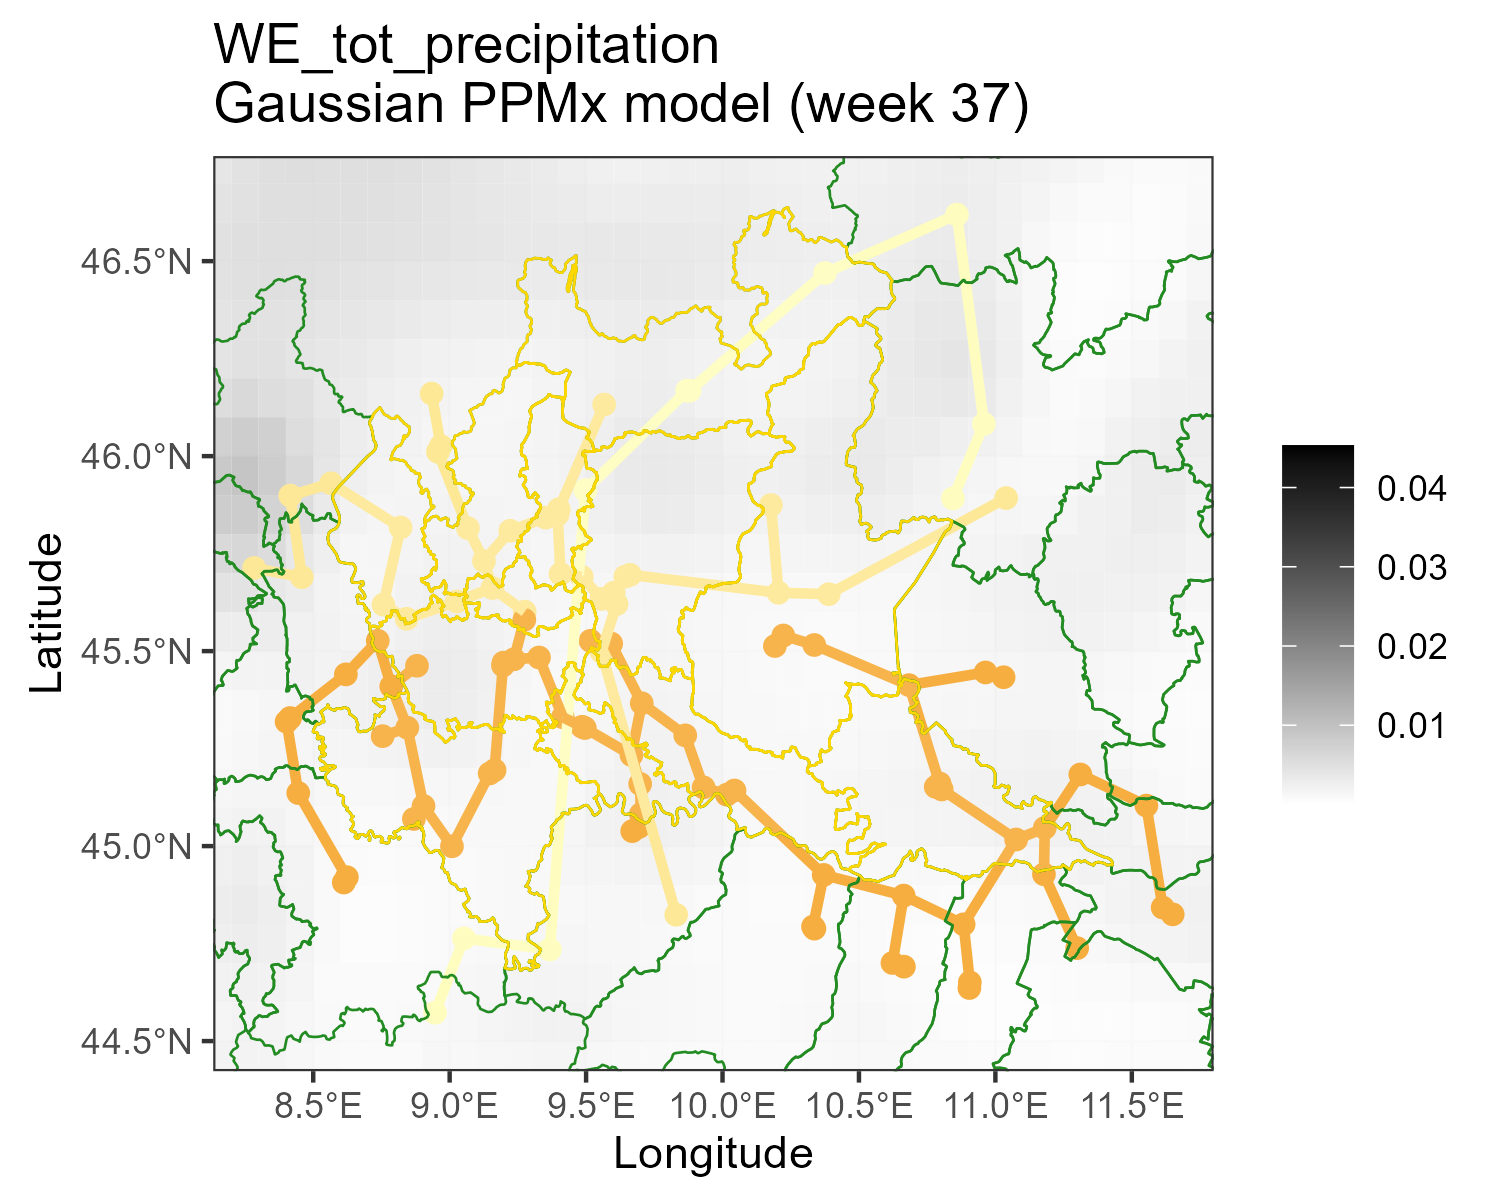 WE_tot_precipitation
Gaussian PPMx model (week 37)
46.5°N
46.0°N
45.5°N
45.0°N
44.5°N
Latitude
8.5°E
9.0°E
9.5°E
10.0°E
10.5°E
11.0°E
11.5°E
Longitude
0.04
0.03
0.02
0.01